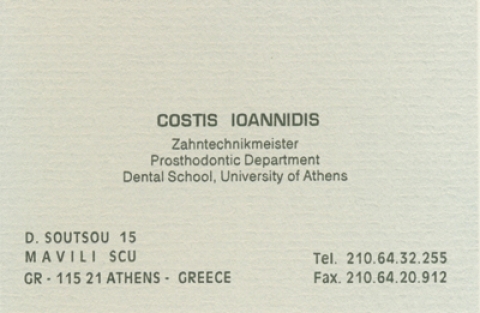 COSTIS IOANNIDIS
Zahntechnikmeister
Prosthodontic Department
Dental School, University of Athens
D. SOUTSOU 15
MAVILI SCU
GR - 115 21 ATHENS - GREECE
Tel. 210.64.32.255
Fax. 210.64.20.912